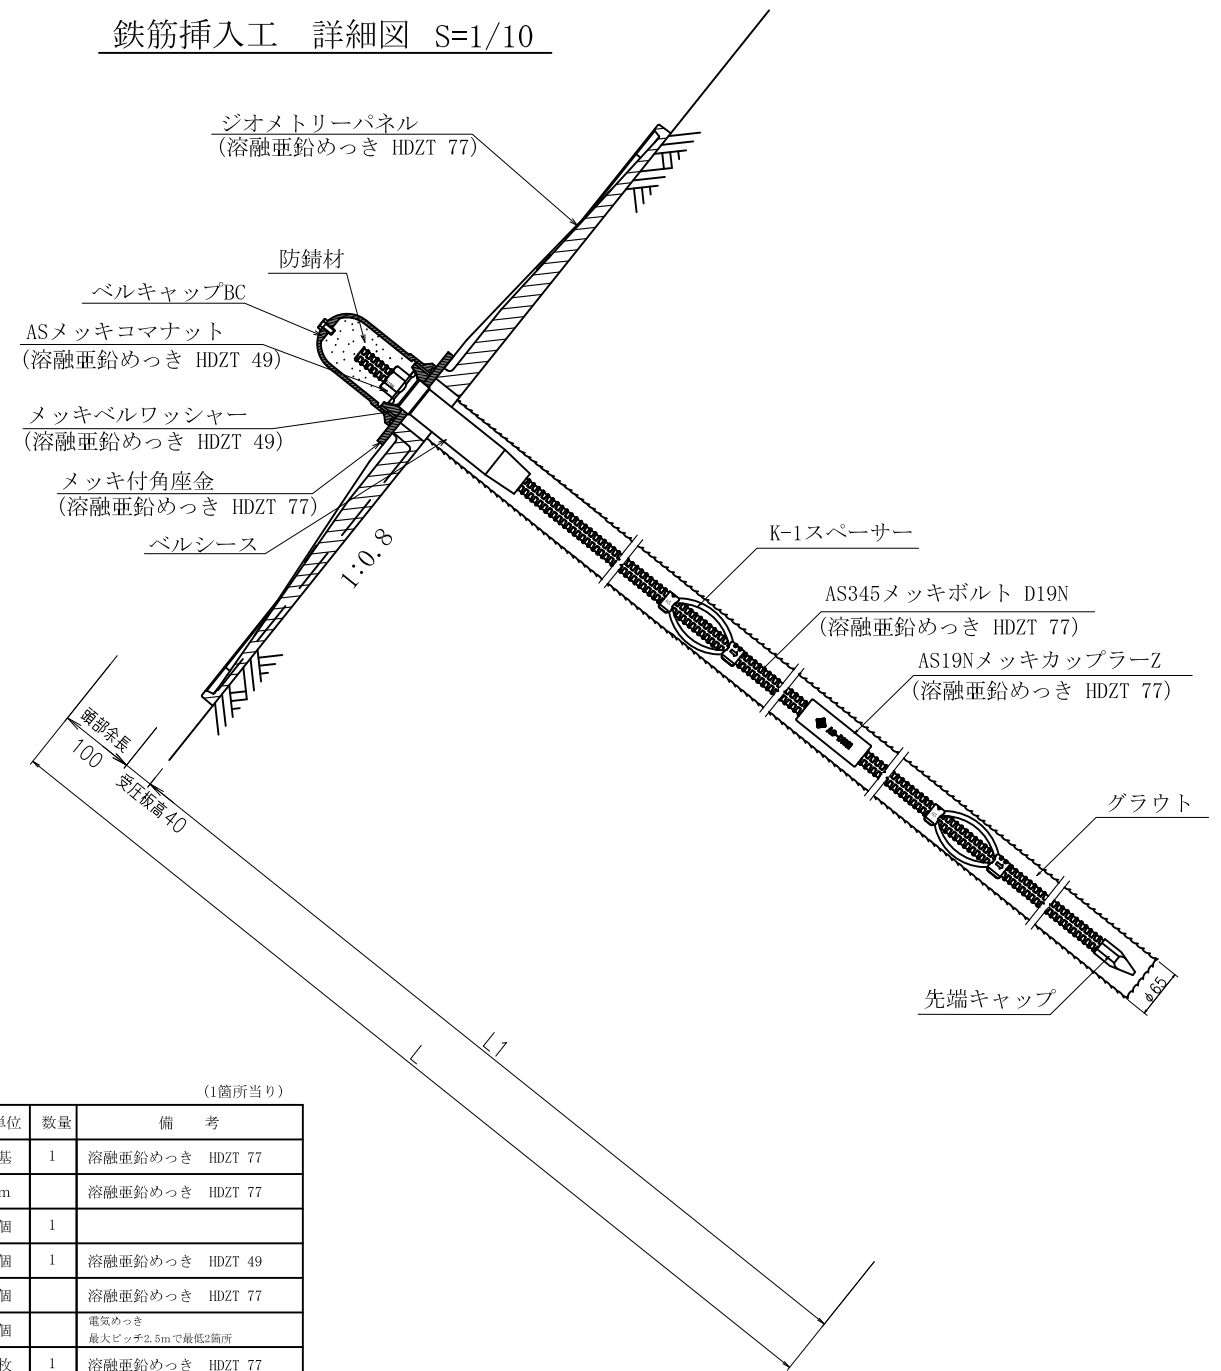 鉄筋挿入工　詳細図 S=1/10
ジオメトリーパネル
(溶融亜鉛めっき HDZT 77)
防錆材
ベルキャップBC
ASメッキコマナット
(溶融亜鉛めっき HDZT 49)
メッキベルワッシャー
(溶融亜鉛めっき HDZT 49)
メッキ付角座金
(溶融亜鉛めっき HDZT 77)
ベルシース
1:0.8
K-1スペーサー
AS345メッキボルト D19N
(溶融亜鉛めっき HDZT 77)
AS19NメッキカップラーZ
(溶融亜鉛めっき HDZT 77)
グラウト
先端キャップ
φ65
頭部余長
100
受圧板高40
L1
L
(1箇所当り)
単位 数量 備　考
基 1 溶融亜鉛めっき HDZT 77
m 溶融亜鉛めっき HDZT 77
個 1
個 1 溶融亜鉛めっき HDZT 49
個 溶融亜鉛めっき HDZT 77
個 電気めっき
最大ピッチ2.5mで最低2箇所
枚 1 溶融亜鉛めっき HDZT 77